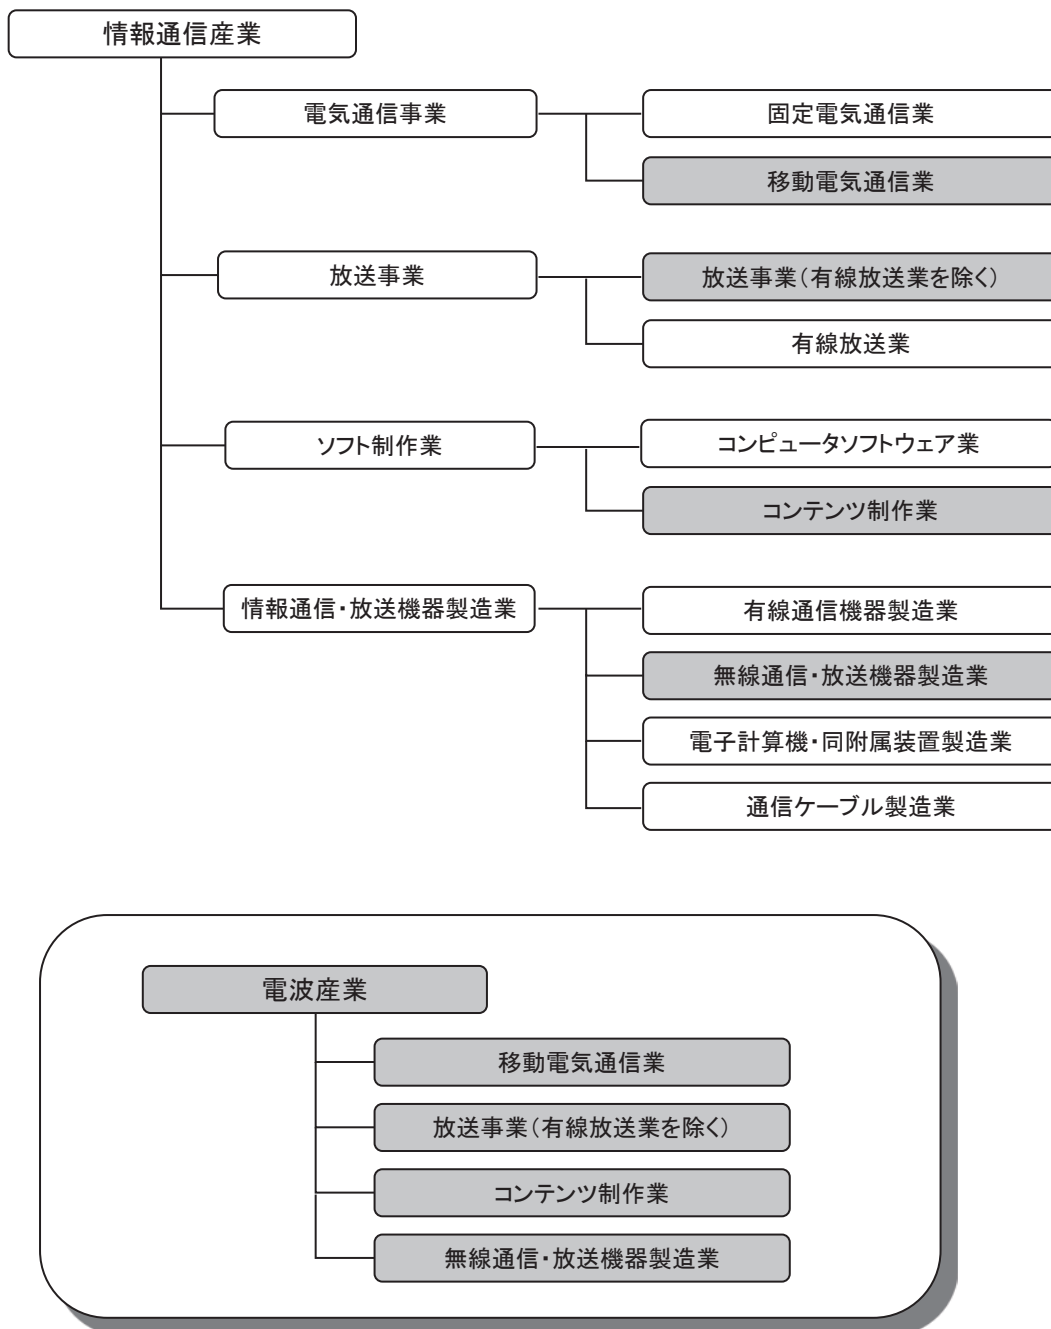 情報通信産業
電気通信事業
固定電気通信業
移動電気通信業
放送事業
放送事業(有線放送業を除く)
有線放送業
ソフト制作業
コンピュータソフトウェア業
コンテンツ制作業
情報通信・放送機器製造業
有線通信機器製造業
無線通信・放送機器製造業
電子計算機・同附属装置製造業
通信ケーブル製造業
電波産業
移動電気通信業
放送事業(有線放送業を除く)
コンテンツ制作業
無線通信・放送機器製造業